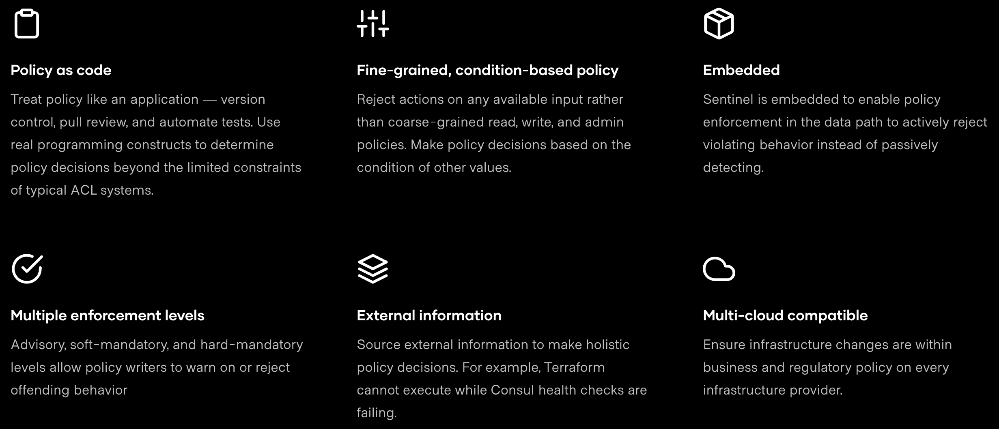 Policy as code
Treat policy like an application — version
control, pull review, and automate tests. Use
real programming constructs to determine
policy decisions beyond the limited constraints
of typical ACL systems.
Fine-grained, condition-based policy
Reject actions on any available input rather
than coarse-grained read, write, and admin
policies. Make policy decisions based on the
condition of other values.
Embedded
Sentinel is embedded to enable policy
enforcement in the data path to actively reject
violating behavior instead of passively
detecting.
Multiple enforcement levels
Advisory, soft-mandatory, and hard-mandatory
levels allow policy writers to warn on or reject
offending behavior
External information
Source external information to make holistic
policy decisions. For example, Terraform
cannot execute while Consul health checks are
failing.
Multi-cloud compatible
Ensure infrastructure changes are within
business and regulatory policy on every
infrastructure provider.